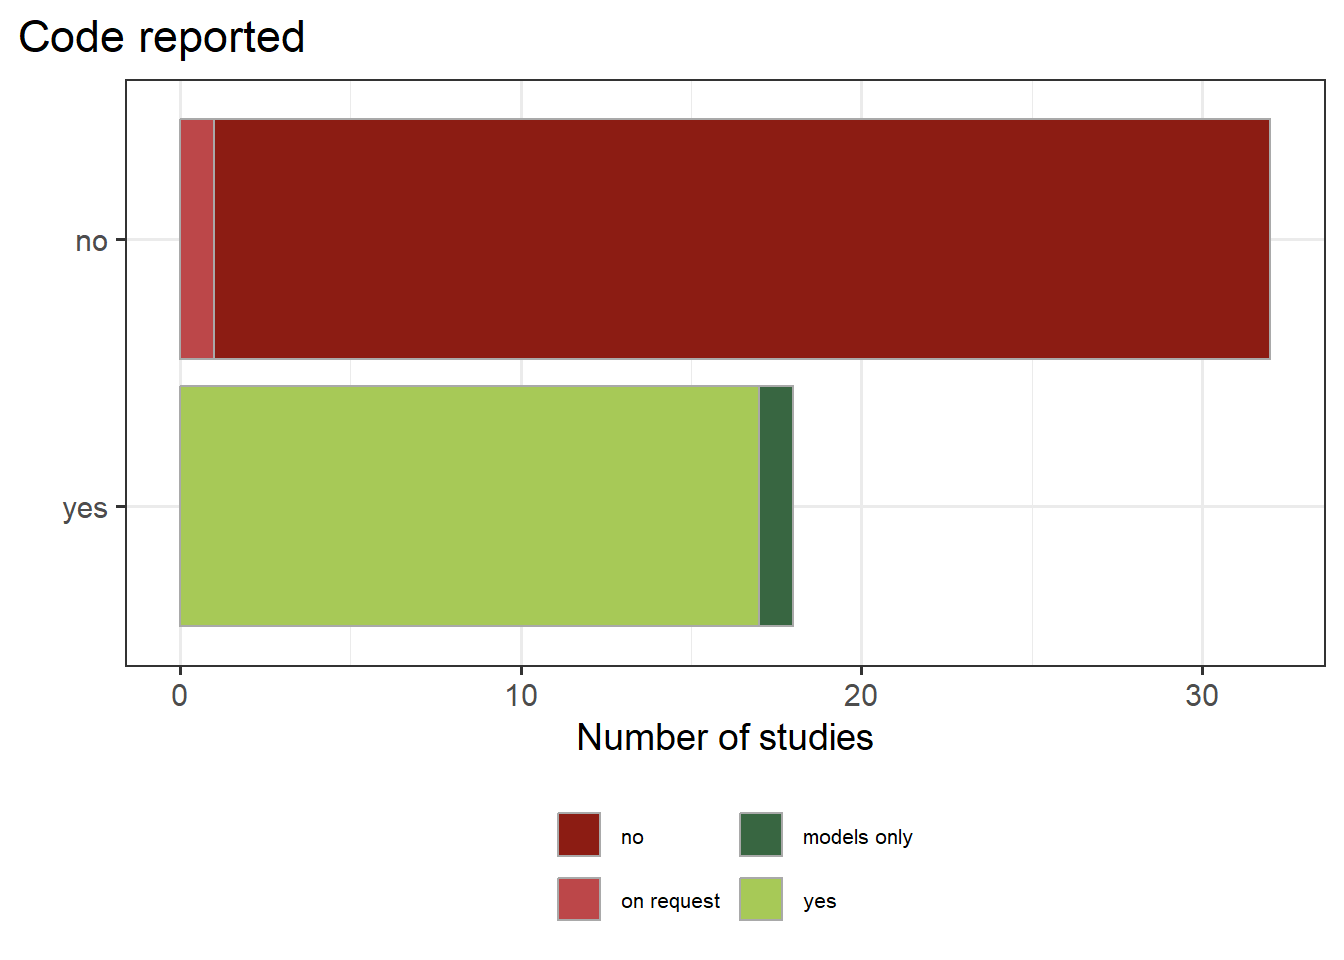 Code reported
no
yes
0 10 20 30
Number of studies
no models only
on request yes